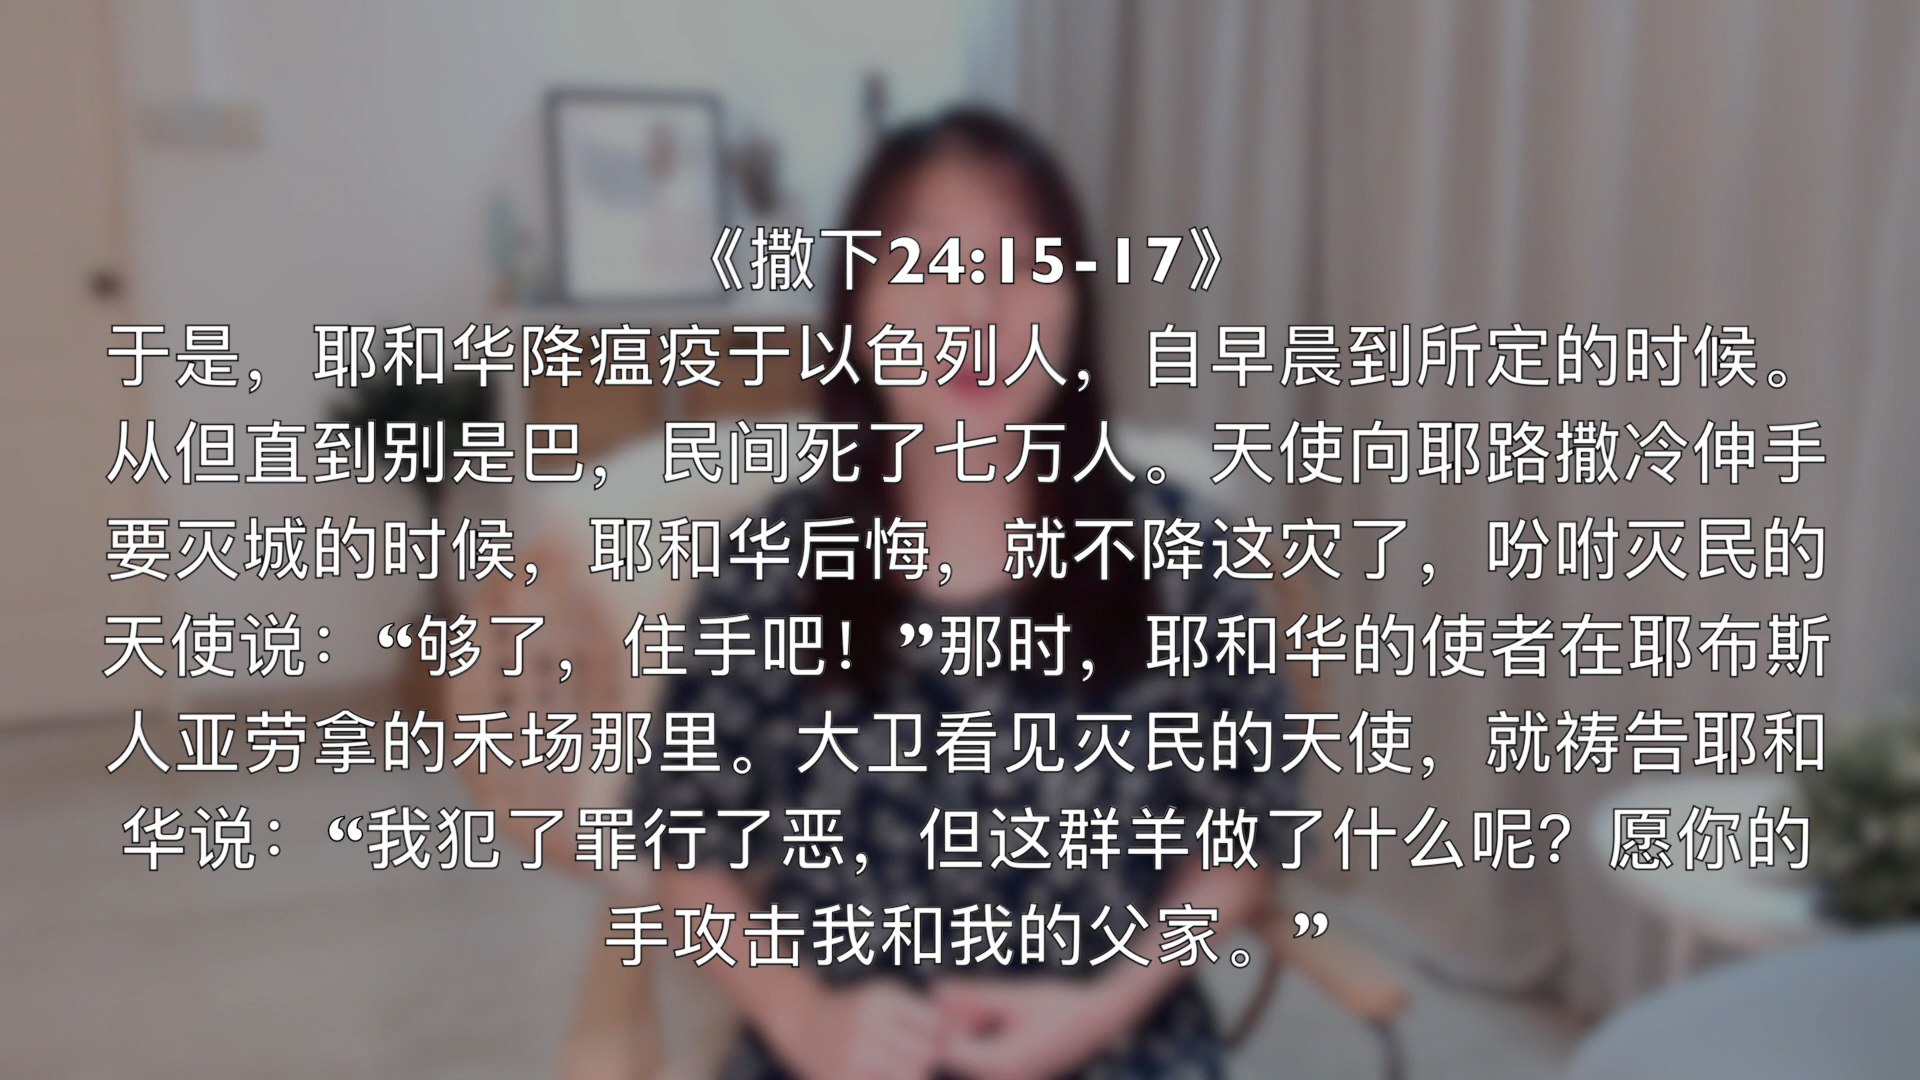 《撒下24:15-17》
于是，耶和华降瘟疫于以色列人，自早晨到所定的时候。
从但直到别是巴，民间死了七万人。天使向耶路撒冷伸手
要灭城的时候，耶和华后悔，就不降这灾了，吩咐灭民的
天使说：“够了，住手吧！”那时，耶和华的使者在耶布斯
人亚劳拿的禾场那里。大卫看见灭民的天使，就祷告耶和
华说：“我犯了罪行了恶，但这群羊做了什么呢？愿你的
手攻击我和我的父家。”